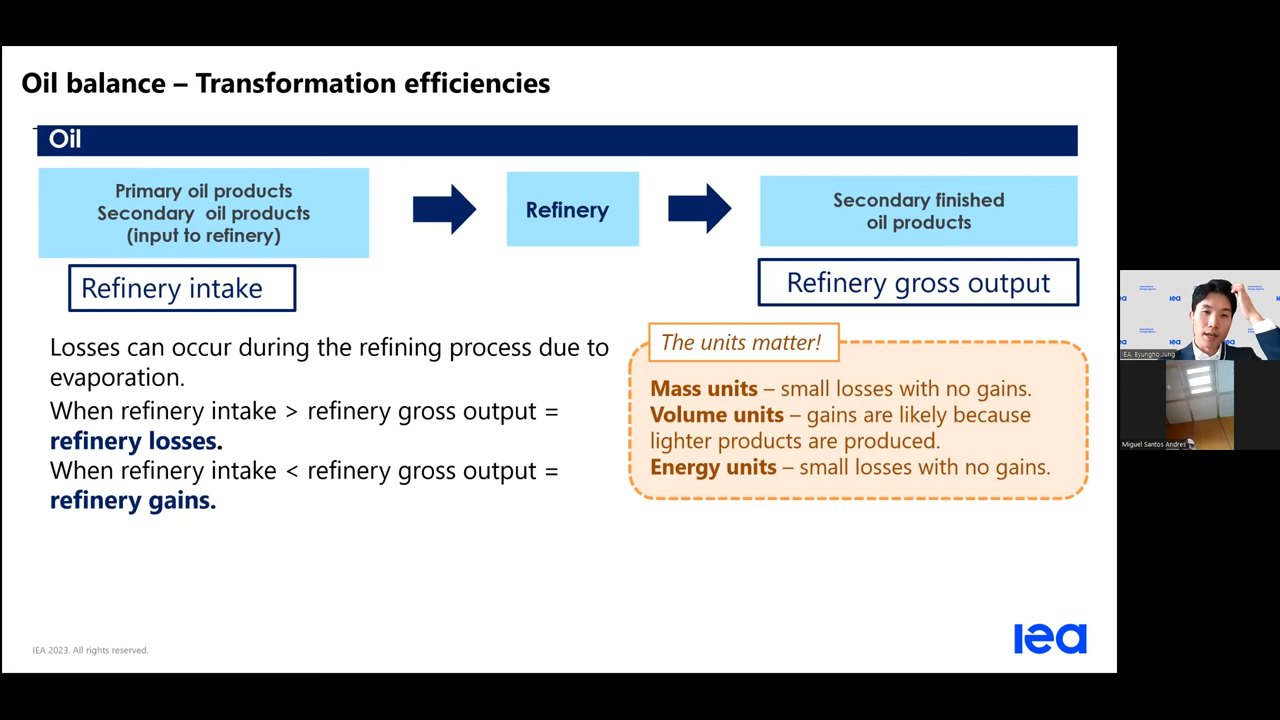 Oil balance – Transformation efficiencies
Oil
Primary oil products
Secondary oil products
(input to refinery)
Refinery
Secondary finished
oil products
Refinery intake
Refinery gross output
Losses can occur during the refining process due to
evaporation.
When refinery intake > refinery gross output =
refinery losses.
When refinery intake < refinery gross output =
refinery gains.
The units matter!
Mass units – small losses with no gains.
Volume units – gains are likely because
lighter products are produced.
Energy units – small losses with no gains.
IEA 2023. All rights reserved.
iea
iea
IEA, Byungho Jung
Miguel Santos Andres